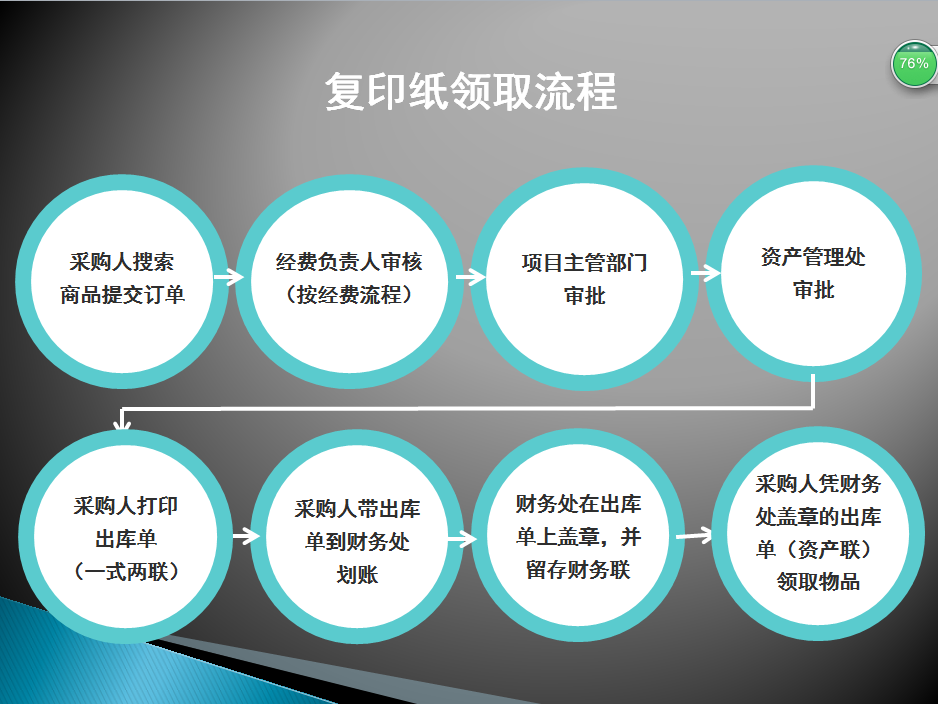 复印纸领取流程
76%
采购人搜索
商品提交订单
经费负责人审核
（按经费流程）
项目主管部门
审批
资产管理处
审批
采购人打印
出库单
（一式两联）
采购人带出库
单到财务处
划账
财务处在出库
单上盖章，并
留存财务联
采购人凭财务
处盖章的出库
单（资产联）
领取物品